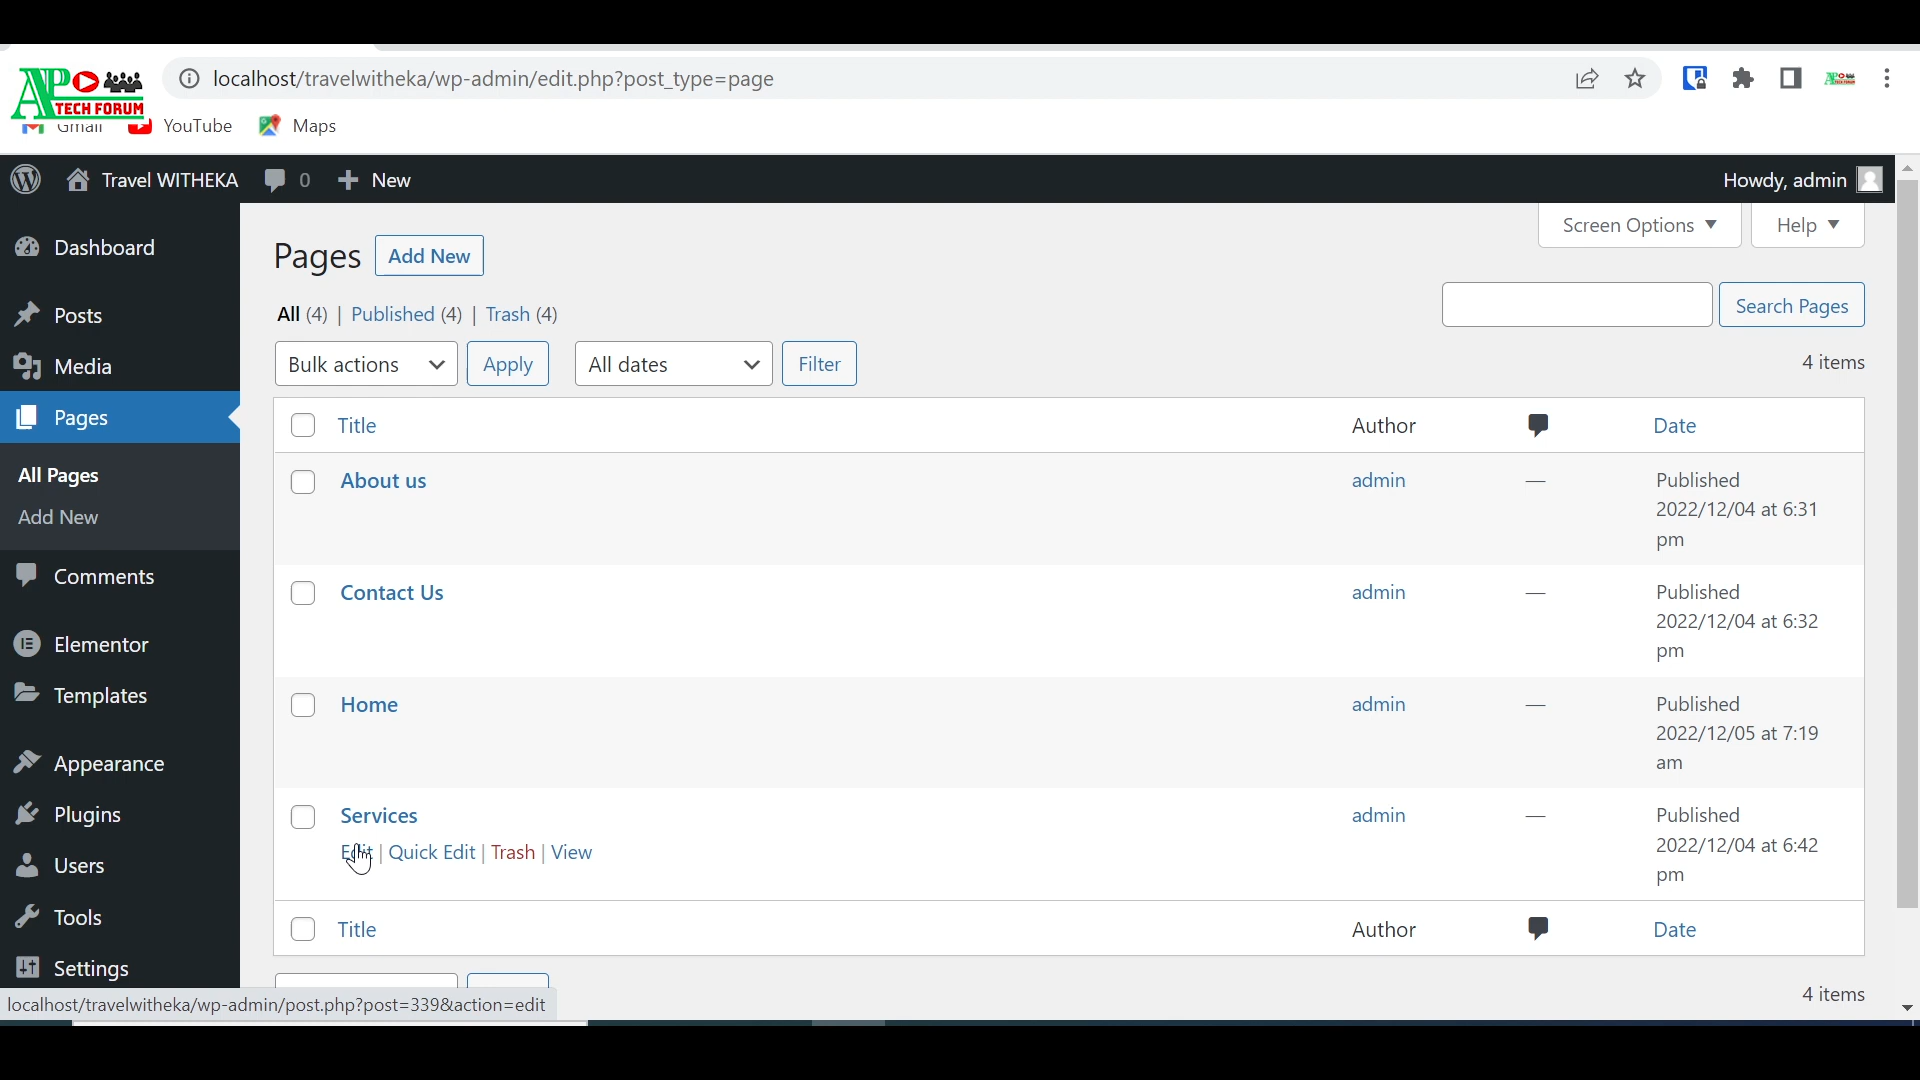 AP TECH FORUM
localhost/travelwitheka/wp-admin/edit.php?post_type=page
Gmail YouTube Maps
Travel WITHEKA 0 New Howdy, admin
Screen Options Help
Dashboard
Posts
Media
Pages
All Pages
Add New
Comments
Elementor
Templates
Appearance
Plugins
Users
Tools
Settings
Pages Add New
All (4) | Published (4) | Trash (4)
Search Pages
Bulk actions Apply All dates Filter 4 items
Title Author Date
About us admin — Published
2022/12/04 at 6:31
pm
Contact Us admin — Published
2022/12/04 at 6:32
pm
Home admin — Published
2022/12/05 at 7:19
am
Services admin — Published
Edit | Quick Edit | Trash | View 2022/12/04 at 6:42
pm
Title Author Date
4 items
localhost/travelwitheka/wp-admin/post.php?post=339&action=edit